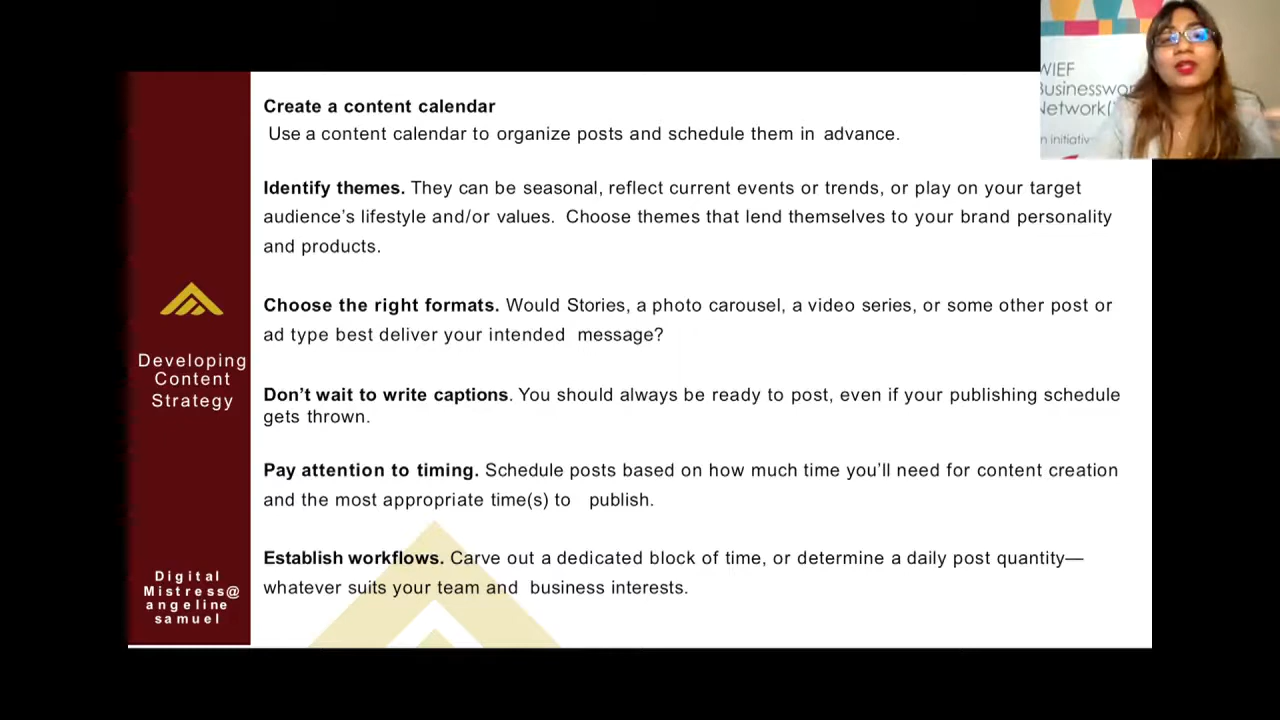 Create a content calendar
Use a content calendar to organize posts and schedule them in advance.
Identify themes. They can be seasonal, reflect current events or trends, or play on your target
audience's lifestyle and/or values. Choose themes that lend themselves to your brand personality
and products.
Choose the right formats. Would Stories, a photo carousel, a video series, or some other post or
ad type best deliver your intended message?
Don't wait to write captions. You should always be ready to post, even if your publishing schedule
gets thrown.
Pay attention to timing. Schedule posts based on how much time you'll need for content creation
and the most appropriate time(s) to publish.
Establish workflows. Carve out a dedicated block of time, or determine a daily post quantity—
whatever suits your team and business interests.
Developing
Content
Strategy
Digital
Mistress@
angeline
samuel
WIEF